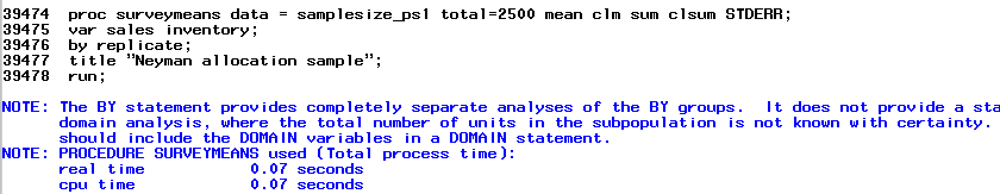 39474 proc surveymeans data = samplesize_ps1 total=2500 mean clm sum clsum STDERR;
39475 var sales inventory;
39476 by replicate;
39477 title "Neyman allocation sample";
39478 run;
NOTE: The BY statement provides completely separate analyses of the BY groups. It does not provide a sta
domain analysis, where the total number of units in the subpopulation is not known with certainty.
should include the DOMAIN variables in a DOMAIN statement.
NOTE: PROCEDURE SURVEYMEANS used (Total process time):
real time 0.07 seconds
cpu time 0.07 seconds